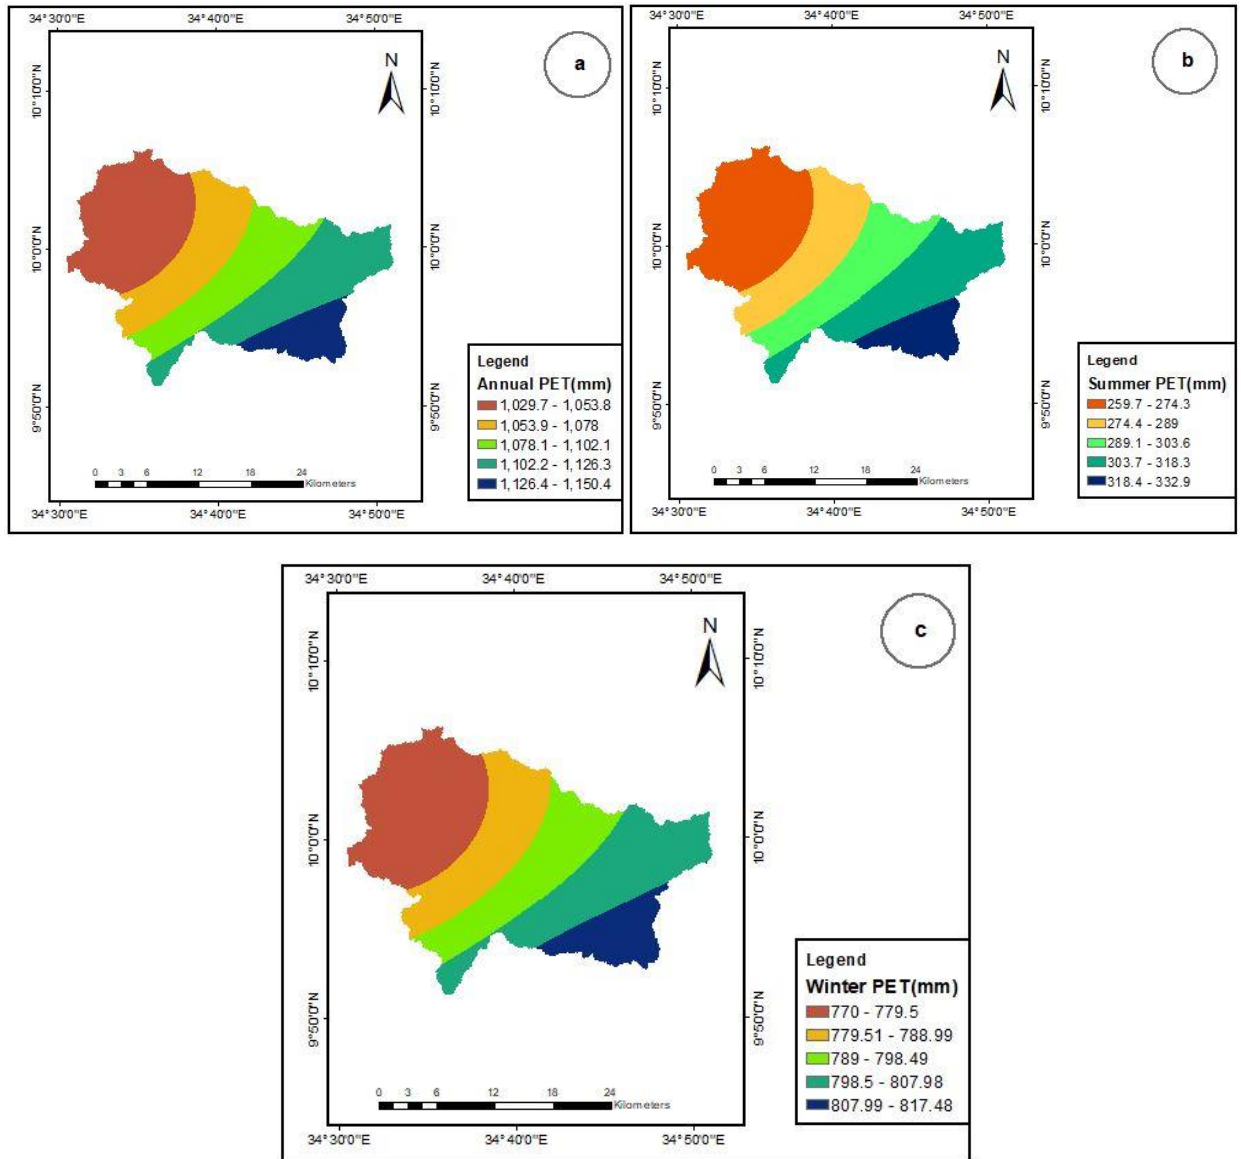 34°30'0"E 34°40'0"E 34°50'0"E
a
N
10°10'0"N 10°10'0"N
10°0'0"N 10°0'0"N
9°50'0"N 9°50'0"N
Legend
Annual PET(mm)
1,029.7 - 1,053.8
1,053.9 - 1,078
1,078.1 - 1,102.1
1,102.2 - 1,126.3
1,126.4 - 1,150.4
0 3 6 12 18 24
Kilometers
34°30'0"E 34°40'0"E 34°50'0"E
34°30'0"E 34°40'0"E 34°50'0"E
b
N
10°10'0"N 10°10'0"N
10°0'0"N 10°0'0"N
9°50'0"N 9°50'0"N
Legend
Summer PET(mm)
259.7 - 274.3
274.4 - 289
289.1 - 303.6
303.7 - 318.3
318.4 - 332.9
0 3 6 12 18 24
Kilometers
34°30'0"E 34°40'0"E 34°50'0"E
34°30'0"E 34°40'0"E 34°50'0"E
c
N
10°10'0"N 10°10'0"N
10°0'0"N 10°0'0"N
9°50'0"N 9°50'0"N
Legend
Winter PET(mm)
770 - 779.5
779.51 - 788.99
789 - 798.49
798.5 - 807.98
807.99 - 817.48
0 3 6 12 18 24
Kilometers
34°30'0"E 34°40'0"E 34°50'0"E